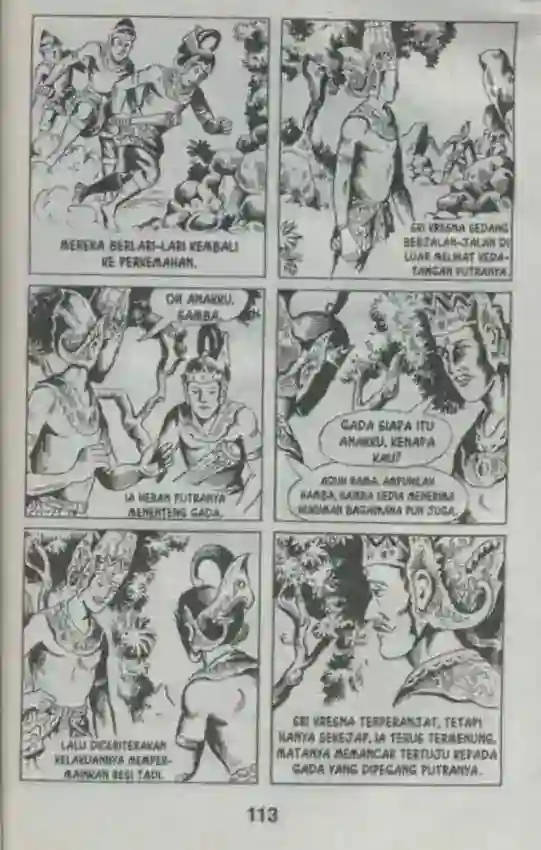 MEREKA BERLARI-LARI KEMBALI
KE PERKEMAHAN.
SRI KRESNA SEDANG
BERJALAN-JALAN DI
LUAR MELIHAT KEDA-
TANGAN PUTRANYA.
OH ANAKKU,
SAMBA.
IA HERAN PUTRANYA
MENENTENG GADA.
GADA SIAPA ITU
ANAKKU, KENAPA
KAU?
ADUH RAMA, AMPUNILAH
HAMBA, HAMBA SEDIA MENERIMA
HUKUMAN BAGAIMANA PUN JUGA.
LALU DICERITERAKAN
KELAKUANNYA MEMPER-
MAINKAN BESI TADI.
SRI KRESNA TERPERANJAT, TETAPI
HANYA SEKEJAP, IA TERUS TERMENUNG,
MATANYA MEMANCAR TERTUJU KEPADA
GADA YANG DIPEGANG PUTRANYA.
113